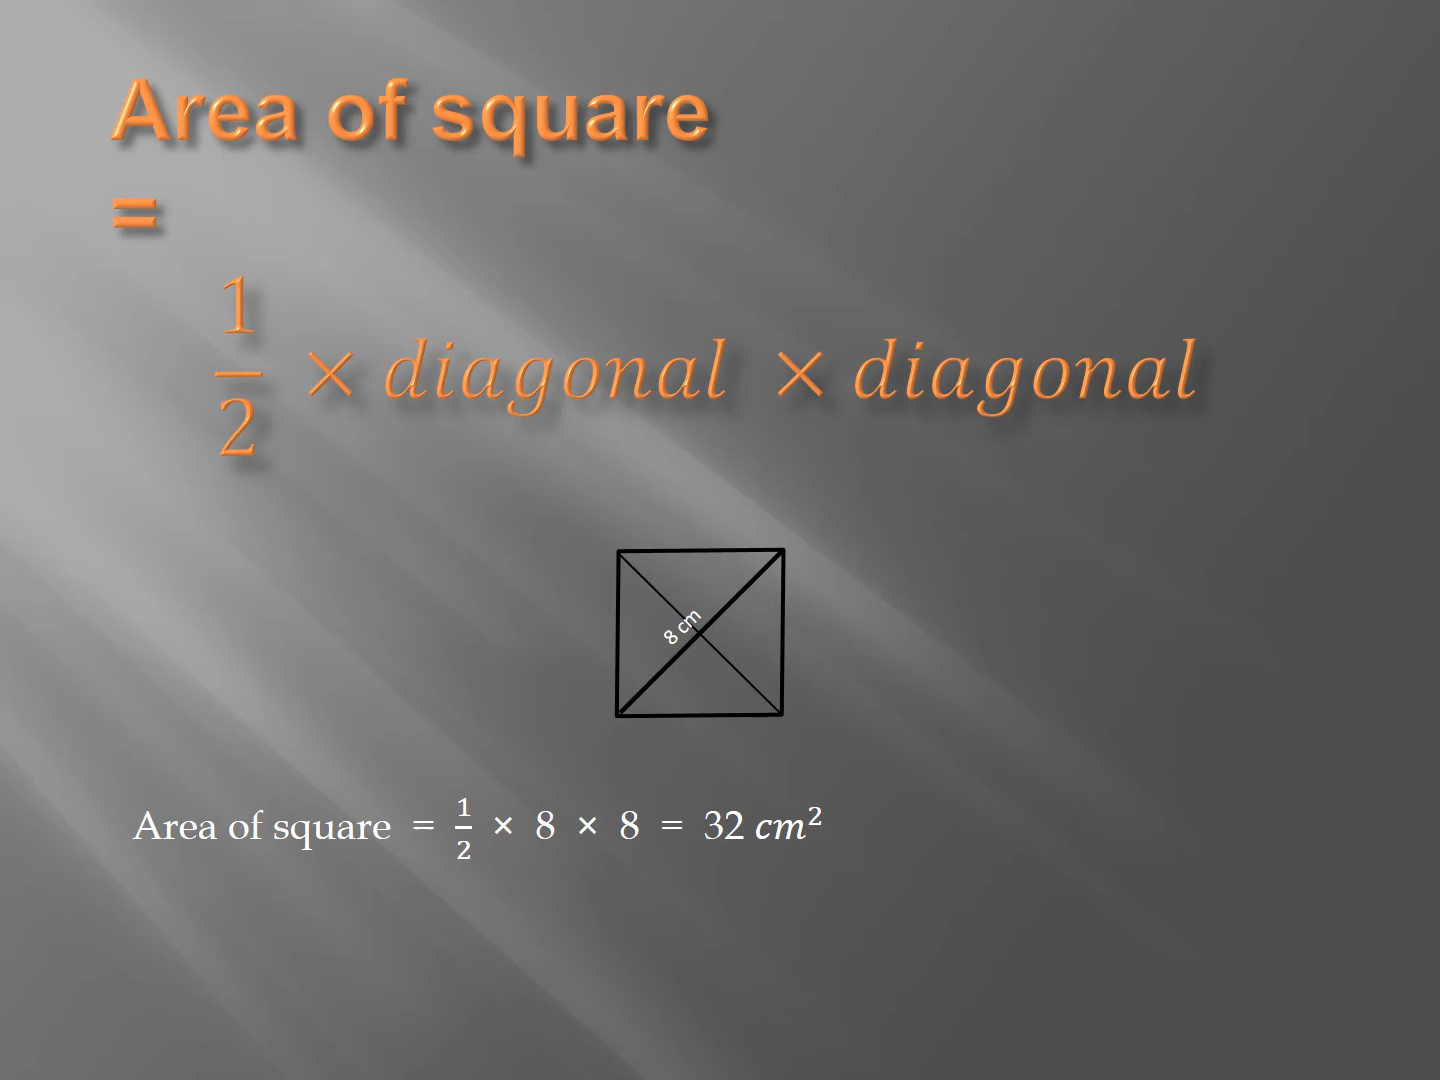 Area of square
=
1/2 × diagonal × diagonal
8 cm
Area of square = 1/2 × 8 × 8 = 32 cm²